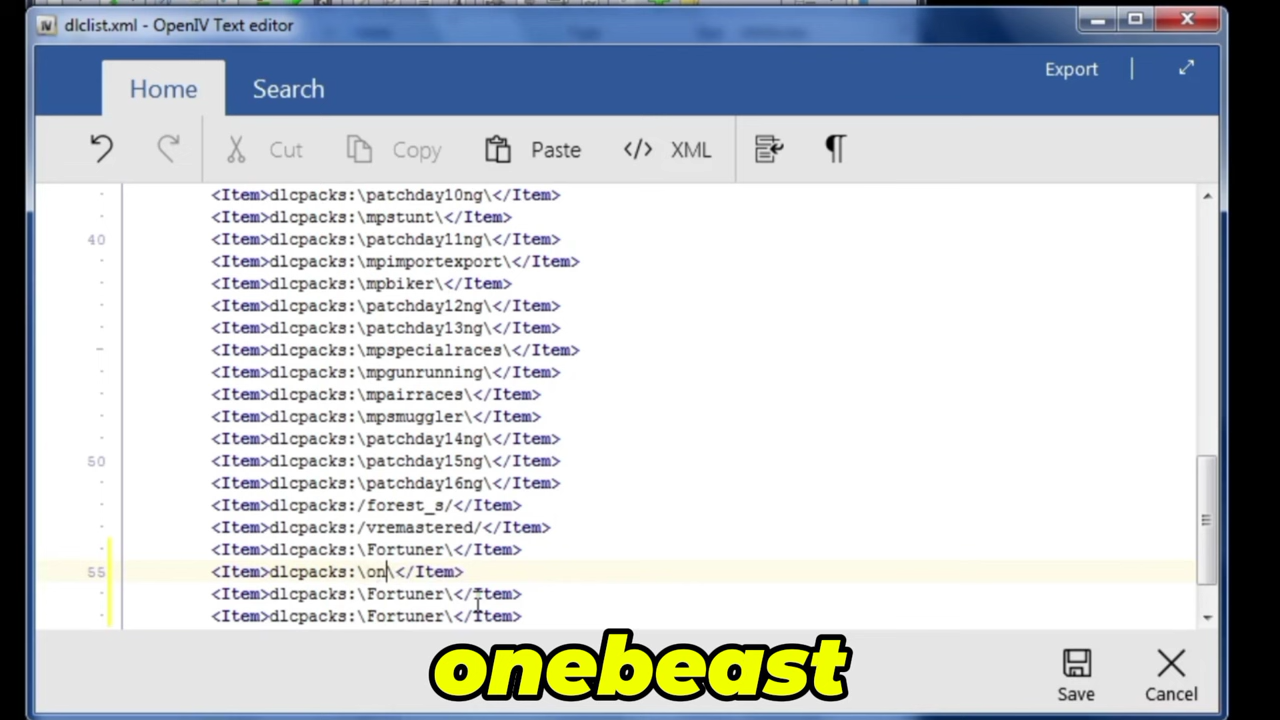 dlclist.xml - OpenIV Text editor
Export
Home Search
Cut Copy Paste </> XML
<Item>dlcpacks:\patchday10ng\</Item>
<Item>dlcpacks:\mpstunt\</Item>
40 <Item>dlcpacks:\patchday11ng\</Item>
<Item>dlcpacks:\mpimportexport\</Item>
<Item>dlcpacks:\mpbiker\</Item>
<Item>dlcpacks:\patchday12ng\</Item>
<Item>dlcpacks:\patchday13ng\</Item>
<Item>dlcpacks:\mpspecialraces\</Item>
<Item>dlcpacks:\mpgunrunning\</Item>
<Item>dlcpacks:\mpairraces\</Item>
<Item>dlcpacks:\mpsmuggler\</Item>
<Item>dlcpacks:\patchday14ng\</Item>
50 <Item>dlcpacks:\patchday15ng\</Item>
<Item>dlcpacks:\patchday16ng\</Item>
<Item>dlcpacks:/forest_s/</Item>
<Item>dlcpacks:/vremastered/</Item>
<Item>dlcpacks:\Fortuner\</Item>
55 <Item>dlcpacks:\on\</Item>
<Item>dlcpacks:\Fortuner\</Item>
<Item>dlcpacks:\Fortuner\</Item>
onebeast
Save Cancel